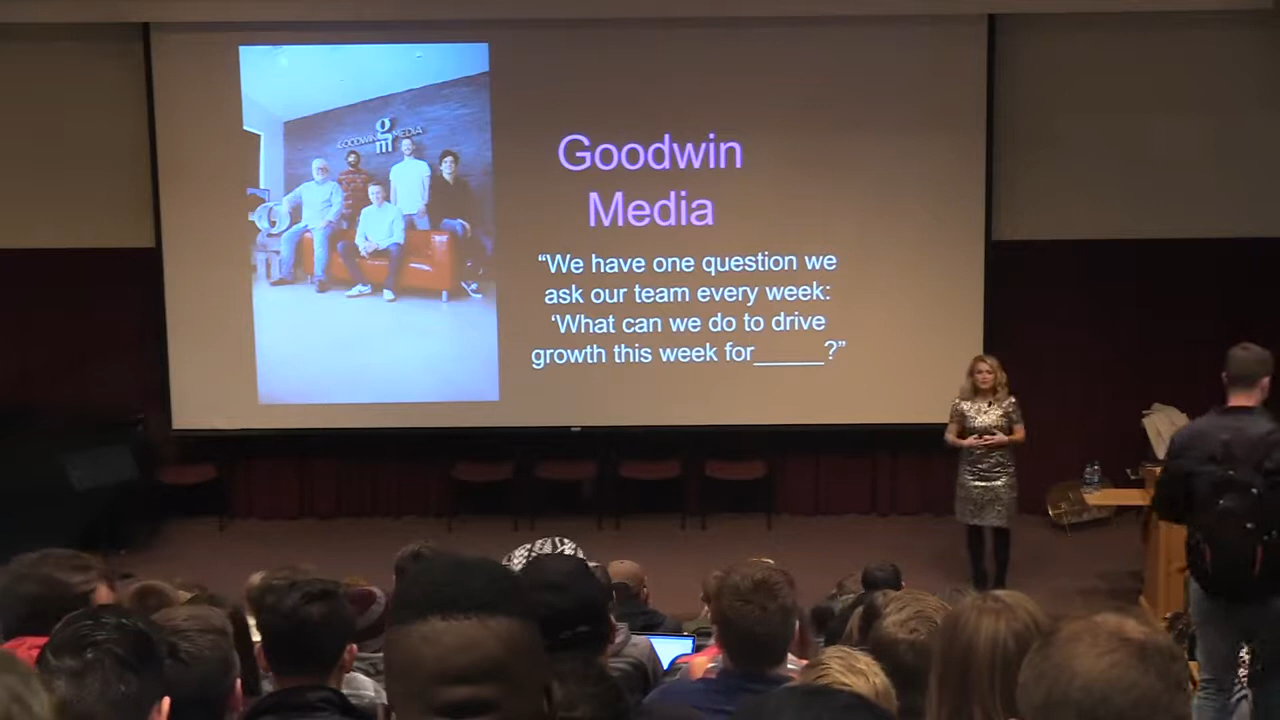 GOODWIN gm MEDIA
Goodwin
Media
“We have one question we
ask our team every week:
‘What can we do to drive
growth this week for_____?”